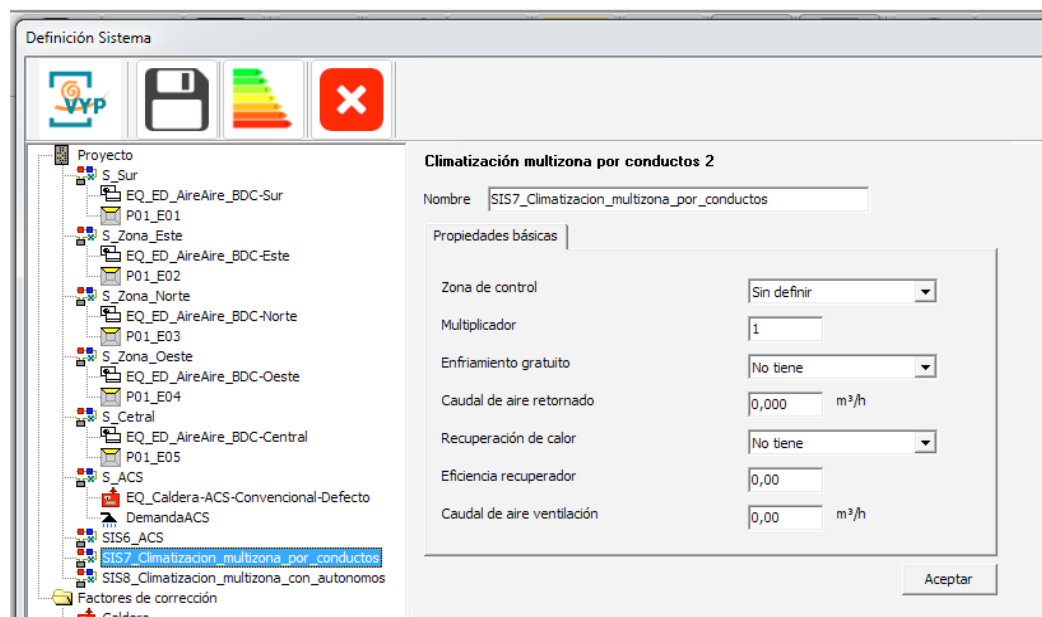 Definición Sistema
VYP
Proyecto
S_Sur
EQ_ED_AireAire_BDC-Sur
P01_E01
S_Zona_Este
EQ_ED_AireAire_BDC-Este
P01_E02
S_Zona_Norte
EQ_ED_AireAire_BDC-Norte
P01_E03
S_Zona_Oeste
EQ_ED_AireAire_BDC-Oeste
P01_E04
S_Cetral
EQ_ED_AireAire_BDC-Central
P01_E05
S_ACS
EQ_Caldera-ACS-Convencional-Defecto
DemandaACS
SIS6_ACS
SIS7_Climatizacion_multizona_por_conductos
SIS8_Climatizacion_multizona_con_autonomos
Factores de corrección
Caldera
Climatización multizona por conductos 2
Nombre SIS7_Climatizacion_multizona_por_conductos
Propiedades básicas
Zona de control Sin definir
Multiplicador 1
Enfriamiento gratuito No tiene
Caudal de aire retornado 0,000 m³/h
Recuperación de calor No tiene
Eficiencia recuperador 0,00
Caudal de aire ventilación 0,00 m³/h
Aceptar